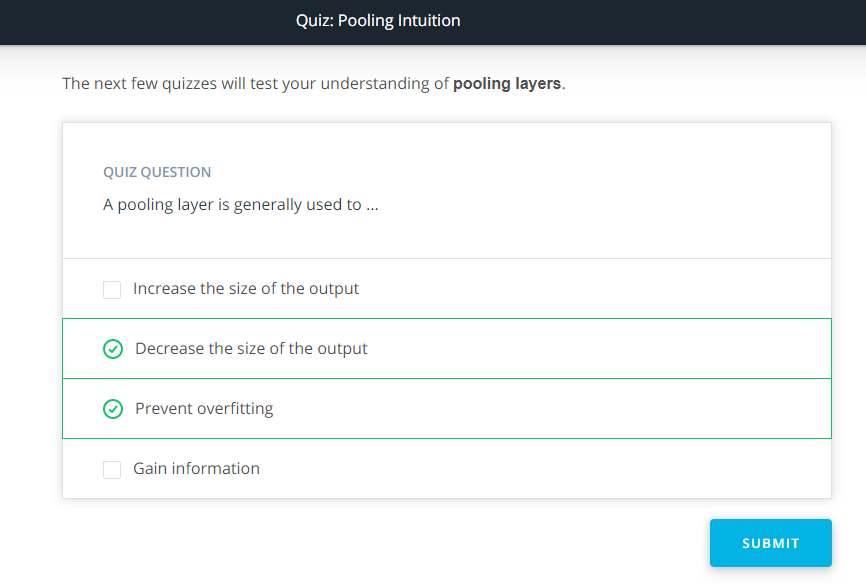 Quiz: Pooling Intuition
The next few quizzes will test your understanding of pooling layers.
QUIZ QUESTION
A pooling layer is generally used to ...
Increase the size of the output
Decrease the size of the output
Prevent overfitting
Gain information
SUBMIT